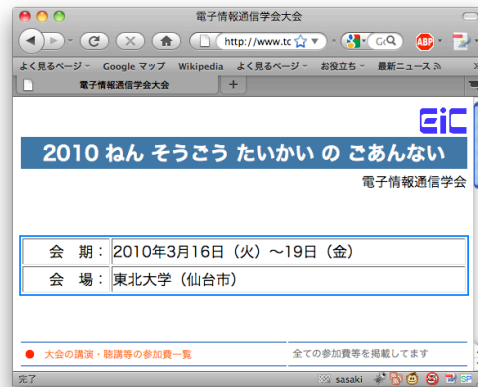 電子情報通信学会大会
http://www.tc
ABP
よく見るページ Google マップ Wikipedia よく見るページ お役立ち 最新ニュース
電子情報通信学会大会
EiC
2010 ねん そうごう たいかい の ごあんない
電子情報通信学会
会 期： 2010年3月16日（火）～19日（金）
会 場： 東北大学（仙台市）
大会の講演・聴講等の参加費一覧 全ての参加費等を掲載してます
完了 sasaki